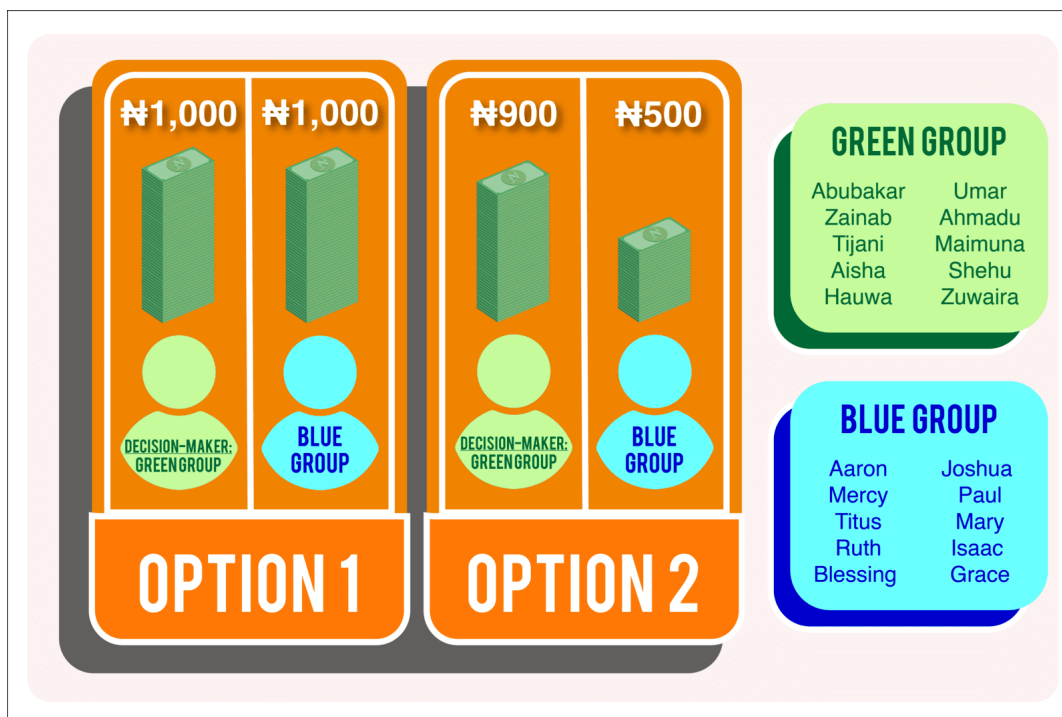 ₦1,000
₦1,000
DECISION-MAKER:
GREEN GROUP
BLUE
GROUP
OPTION 1
₦900
₦500
DECISION-MAKER:
GREEN GROUP
BLUE
GROUP
OPTION 2
GREEN GROUP
Abubakar Umar
Zainab Ahmadu
Tijani Maimuna
Aisha Shehu
Hauwa Zuwaira
BLUE GROUP
Aaron Joshua
Mercy Paul
Titus Mary
Ruth Isaac
Blessing Grace